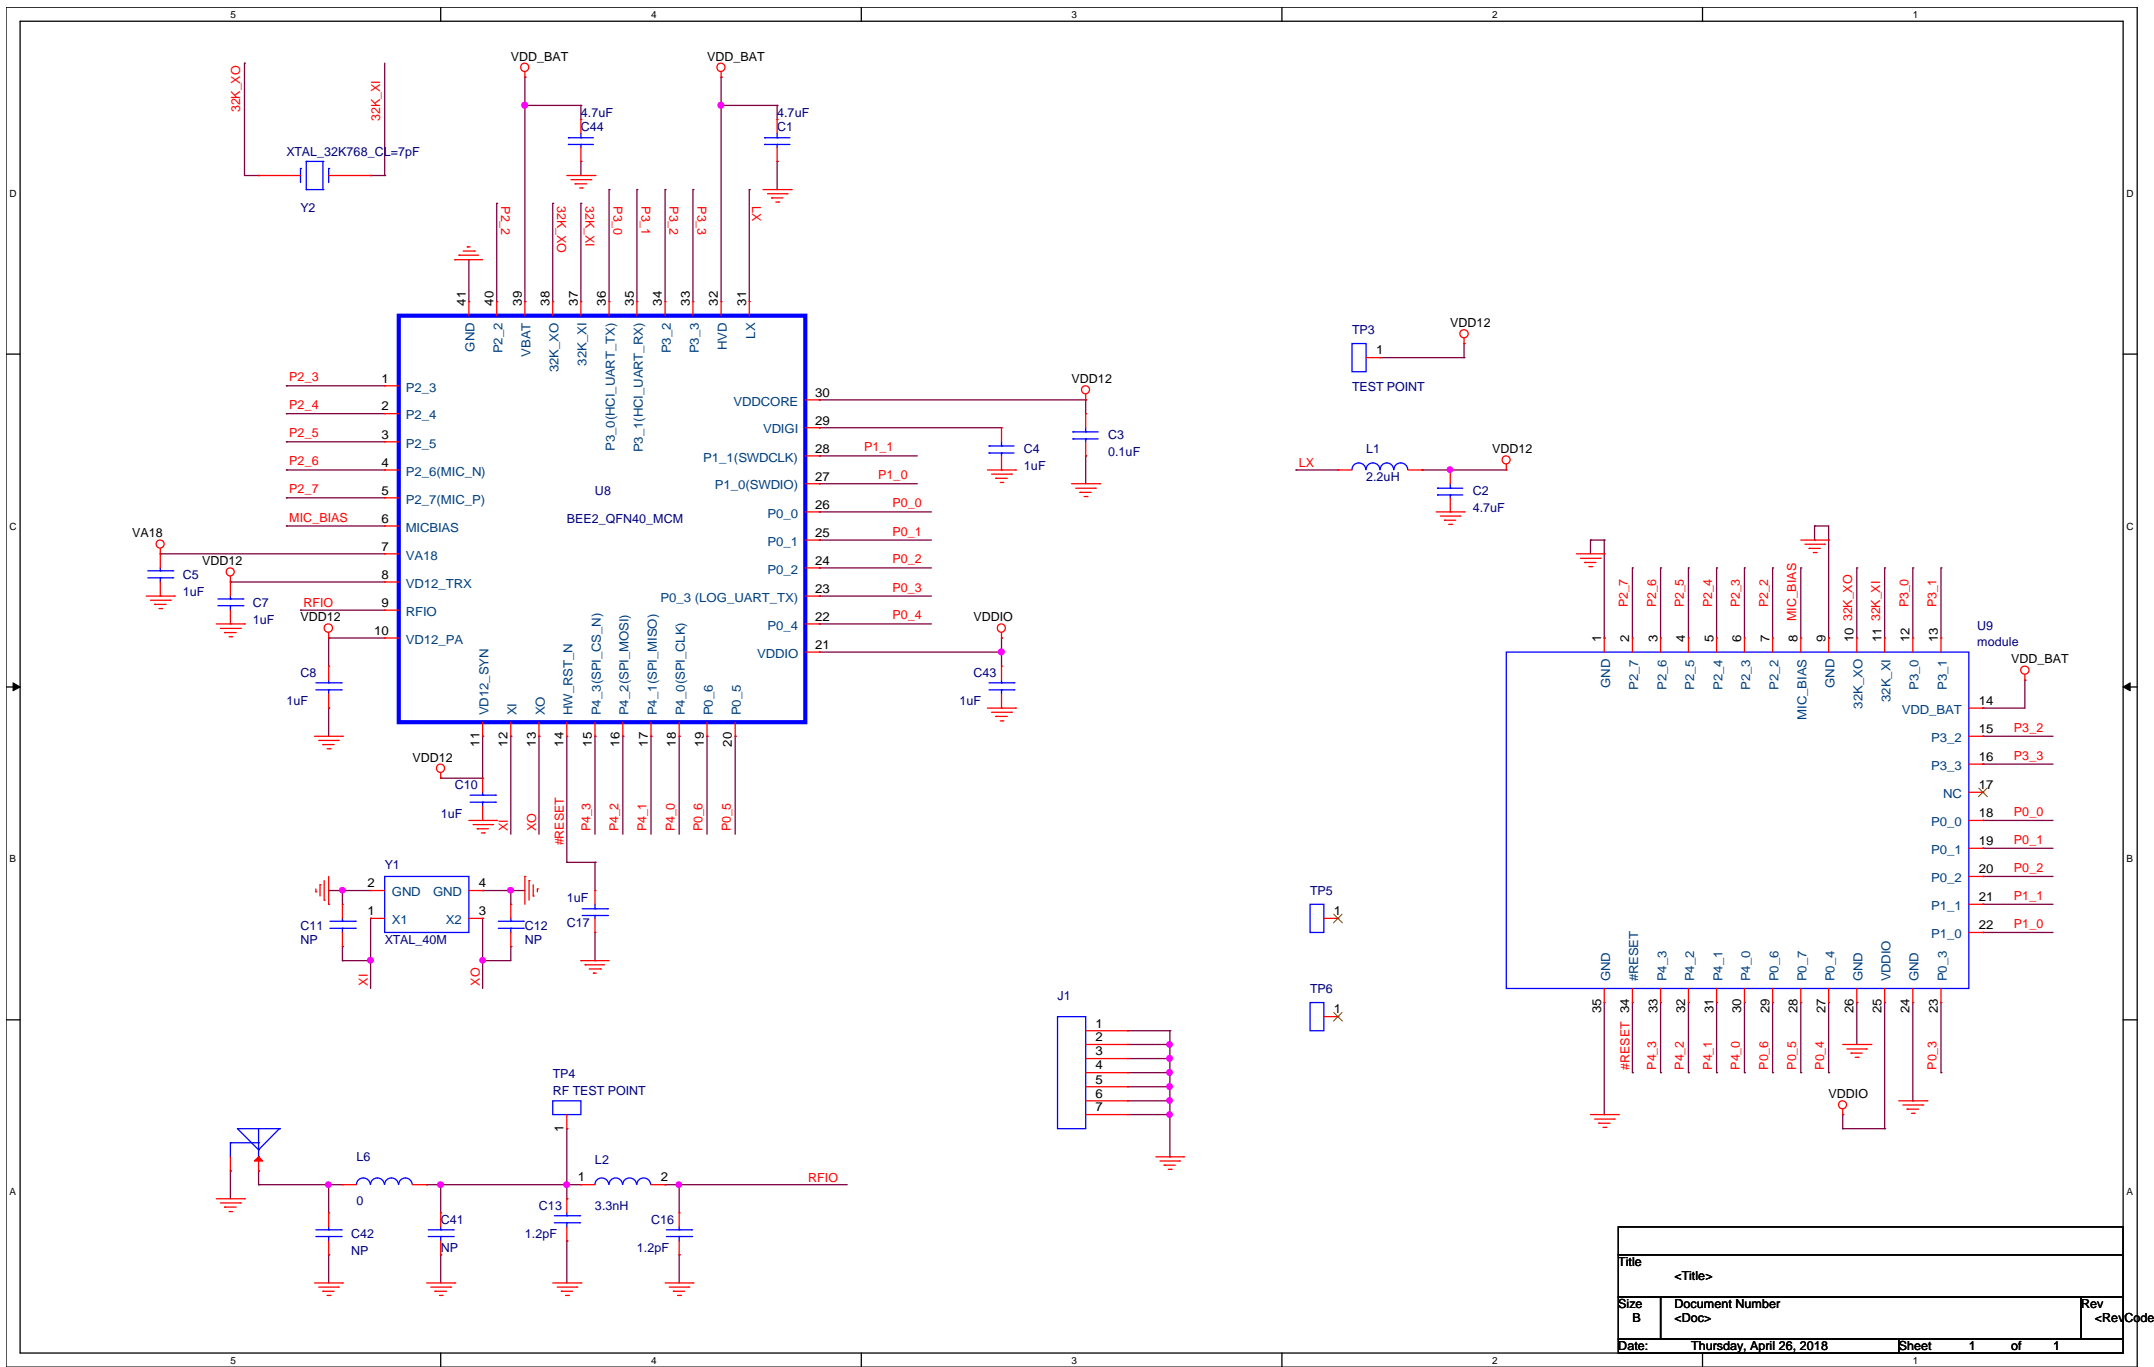 5
4
3
2
1
D
C
B
A
32K_XO
32K_XI
XTAL_32K768_CL=7pF
Y2
VDD_BAT
4.7uF
C44
VDD_BAT
4.7uF
C1
P2_2
32K_XO
32K_XI
P3_0
P3_1
P3_2
P3_3
LX
41
40
39
38
37
36
35
34
33
32
31
GND
P2_2
VBAT
32K_XO
32K_XI
P3_0(HCI_UART_TX)
P3_1(HCI_UART_RX)
P3_2
P3_3
HVD
LX
P2_3 1 P2_3
P2_4 2 P2_4
P2_5 3 P2_5
P2_6 4 P2_6(MIC_N)
P2_7 5 P2_7(MIC_P)
MIC_BIAS 6 MICBIAS
VA18 7 VA18
VDD12 8 VD12_TRX
RFIO 9 RFIO
VDD12 10 VD12_PA
C5
1uF
C7
1uF
C8
1uF
U8
BEE2_QFN40_MCM
VDDCORE 30 VDD12
VDIGI 29
P1_1(SWDCLK) 28 P1_1
P1_0(SWDIO) 27 P1_0
P0_0 26 P0_0
P0_1 25 P0_1
P0_2 24 P0_2
P0_3 (LOG_UART_TX) 23 P0_3
P0_4 22 P0_4
VDDIO 21 VDDIO
C4
1uF
C3
0.1uF
C43
1uF
VD12_SYN
XI
XO
HW_RST_N
P4_3(SPI_CS_N)
P4_2(SPI_MOSI)
P4_1(SPI_MISO)
P4_0(SPI_CLK)
P0_6
P0_5
11
12
13
14
15
16
17
18
19
20
VDD12
C10
1uF
XI
XO
#RESET
P4_3
P4_2
P4_1
P4_0
P0_6
P0_5
1uF
C17
Y1
2 GND GND 4
1 X1 X2 3
XTAL_40M
C11
NP
C12
NP
XI
XO
TP4
RF TEST POINT
1
L6
0
L2
1 2
3.3nH
RFIO
C42
NP
C41
NP
C13
1.2pF
C16
1.2pF
J1
1
2
3
4
5
6
7
TP3
1
TEST POINT
VDD12
LX
L1
2.2uH
VDD12
C2
4.7uF
TP5
1
TP6
1
P2_7
P2_6
P2_5
P2_4
P2_3
P2_2
MIC_BIAS
32K_XO
32K_XI
P3_0
P3_1
1
2
3
4
5
6
7
8
9
10
11
12
13
U9
module
GND
P2_7
P2_6
P2_5
P2_4
P2_3
P2_2
MIC_BIAS
GND
32K_XO
32K_XI
P3_0
P3_1
VDD_BAT
VDD_BAT 14
P3_2 15 P3_2
P3_3 16 P3_3
NC 17
P0_0 18 P0_0
P0_1 19 P0_1
P0_2 20 P0_2
P1_1 21 P1_1
P1_0 22 P1_0
GND
#RESET
P4_3
P4_2
P4_1
P4_0
P0_6
P0_7
P0_4
GND
VDDIO
GND
P0_3
35
34
33
32
31
30
29
28
27
26
25
24
23
#RESET
P4_3
P4_2
P4_1
P4_0
P0_6
P0_5
P0_4
P0_3
VDDIO
Title
<Title>
Size Document Number Rev
B <Doc> <RevCode
Date: Thursday, April 26, 2018 Sheet 1 of 1
D
C
B
A
5
4
3
2
1